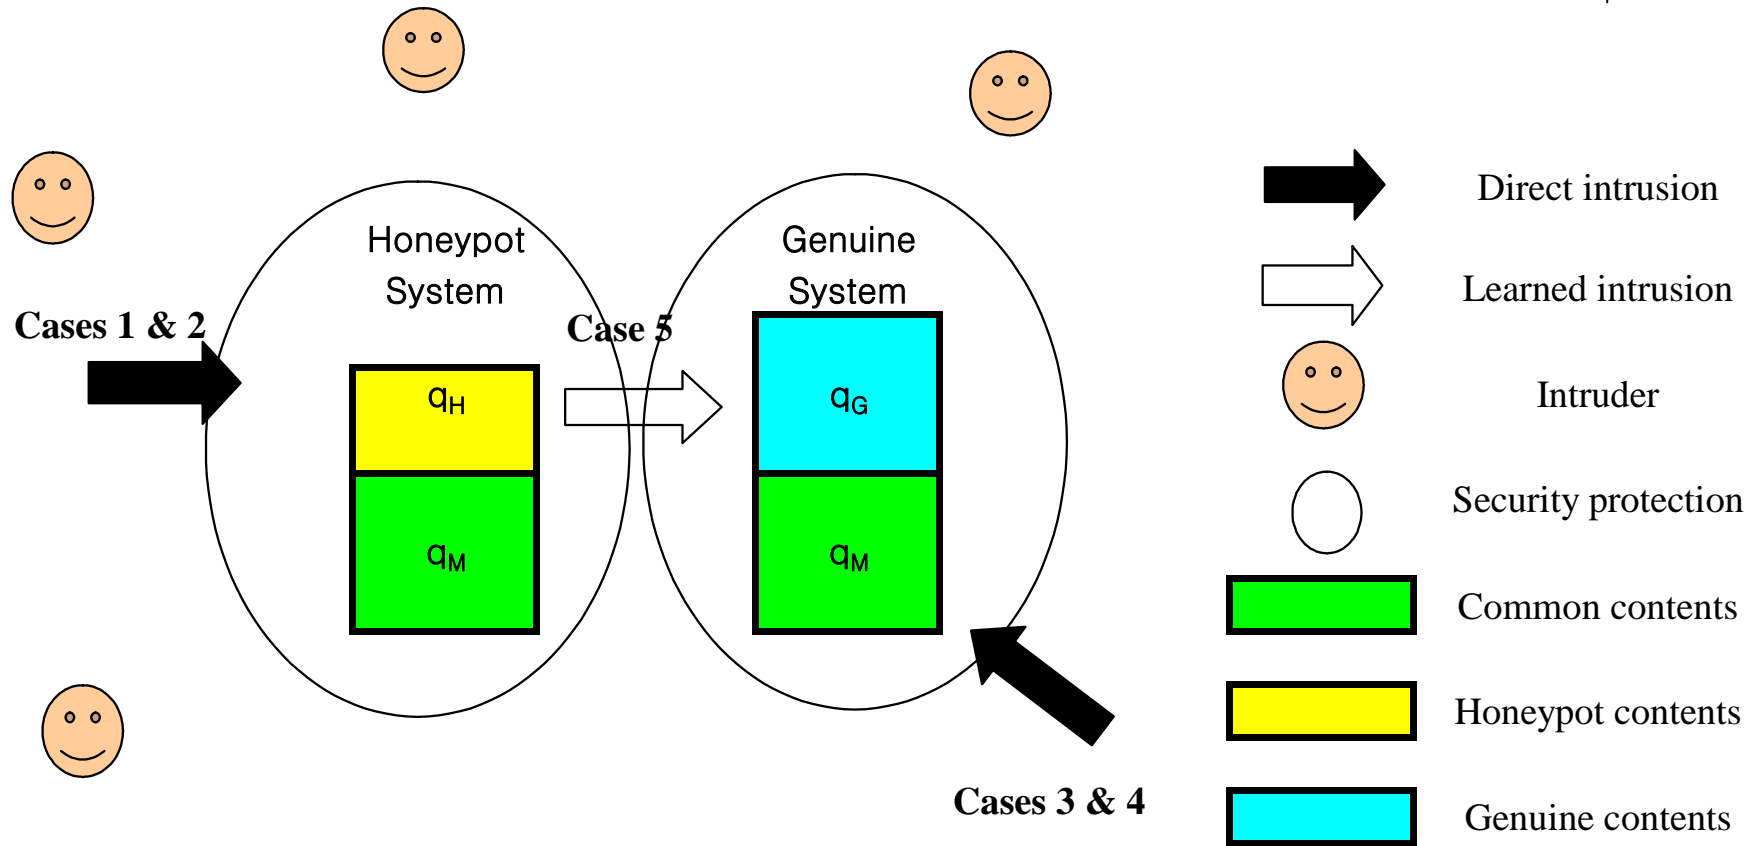 Honeypot
System
Genuine
System
Cases 1 & 2
Case 5
qH
qG
qM
qM
Cases 3 & 4
Direct intrusion
Learned intrusion
Intruder
Security protection
Common contents
Honeypot contents
Genuine contents